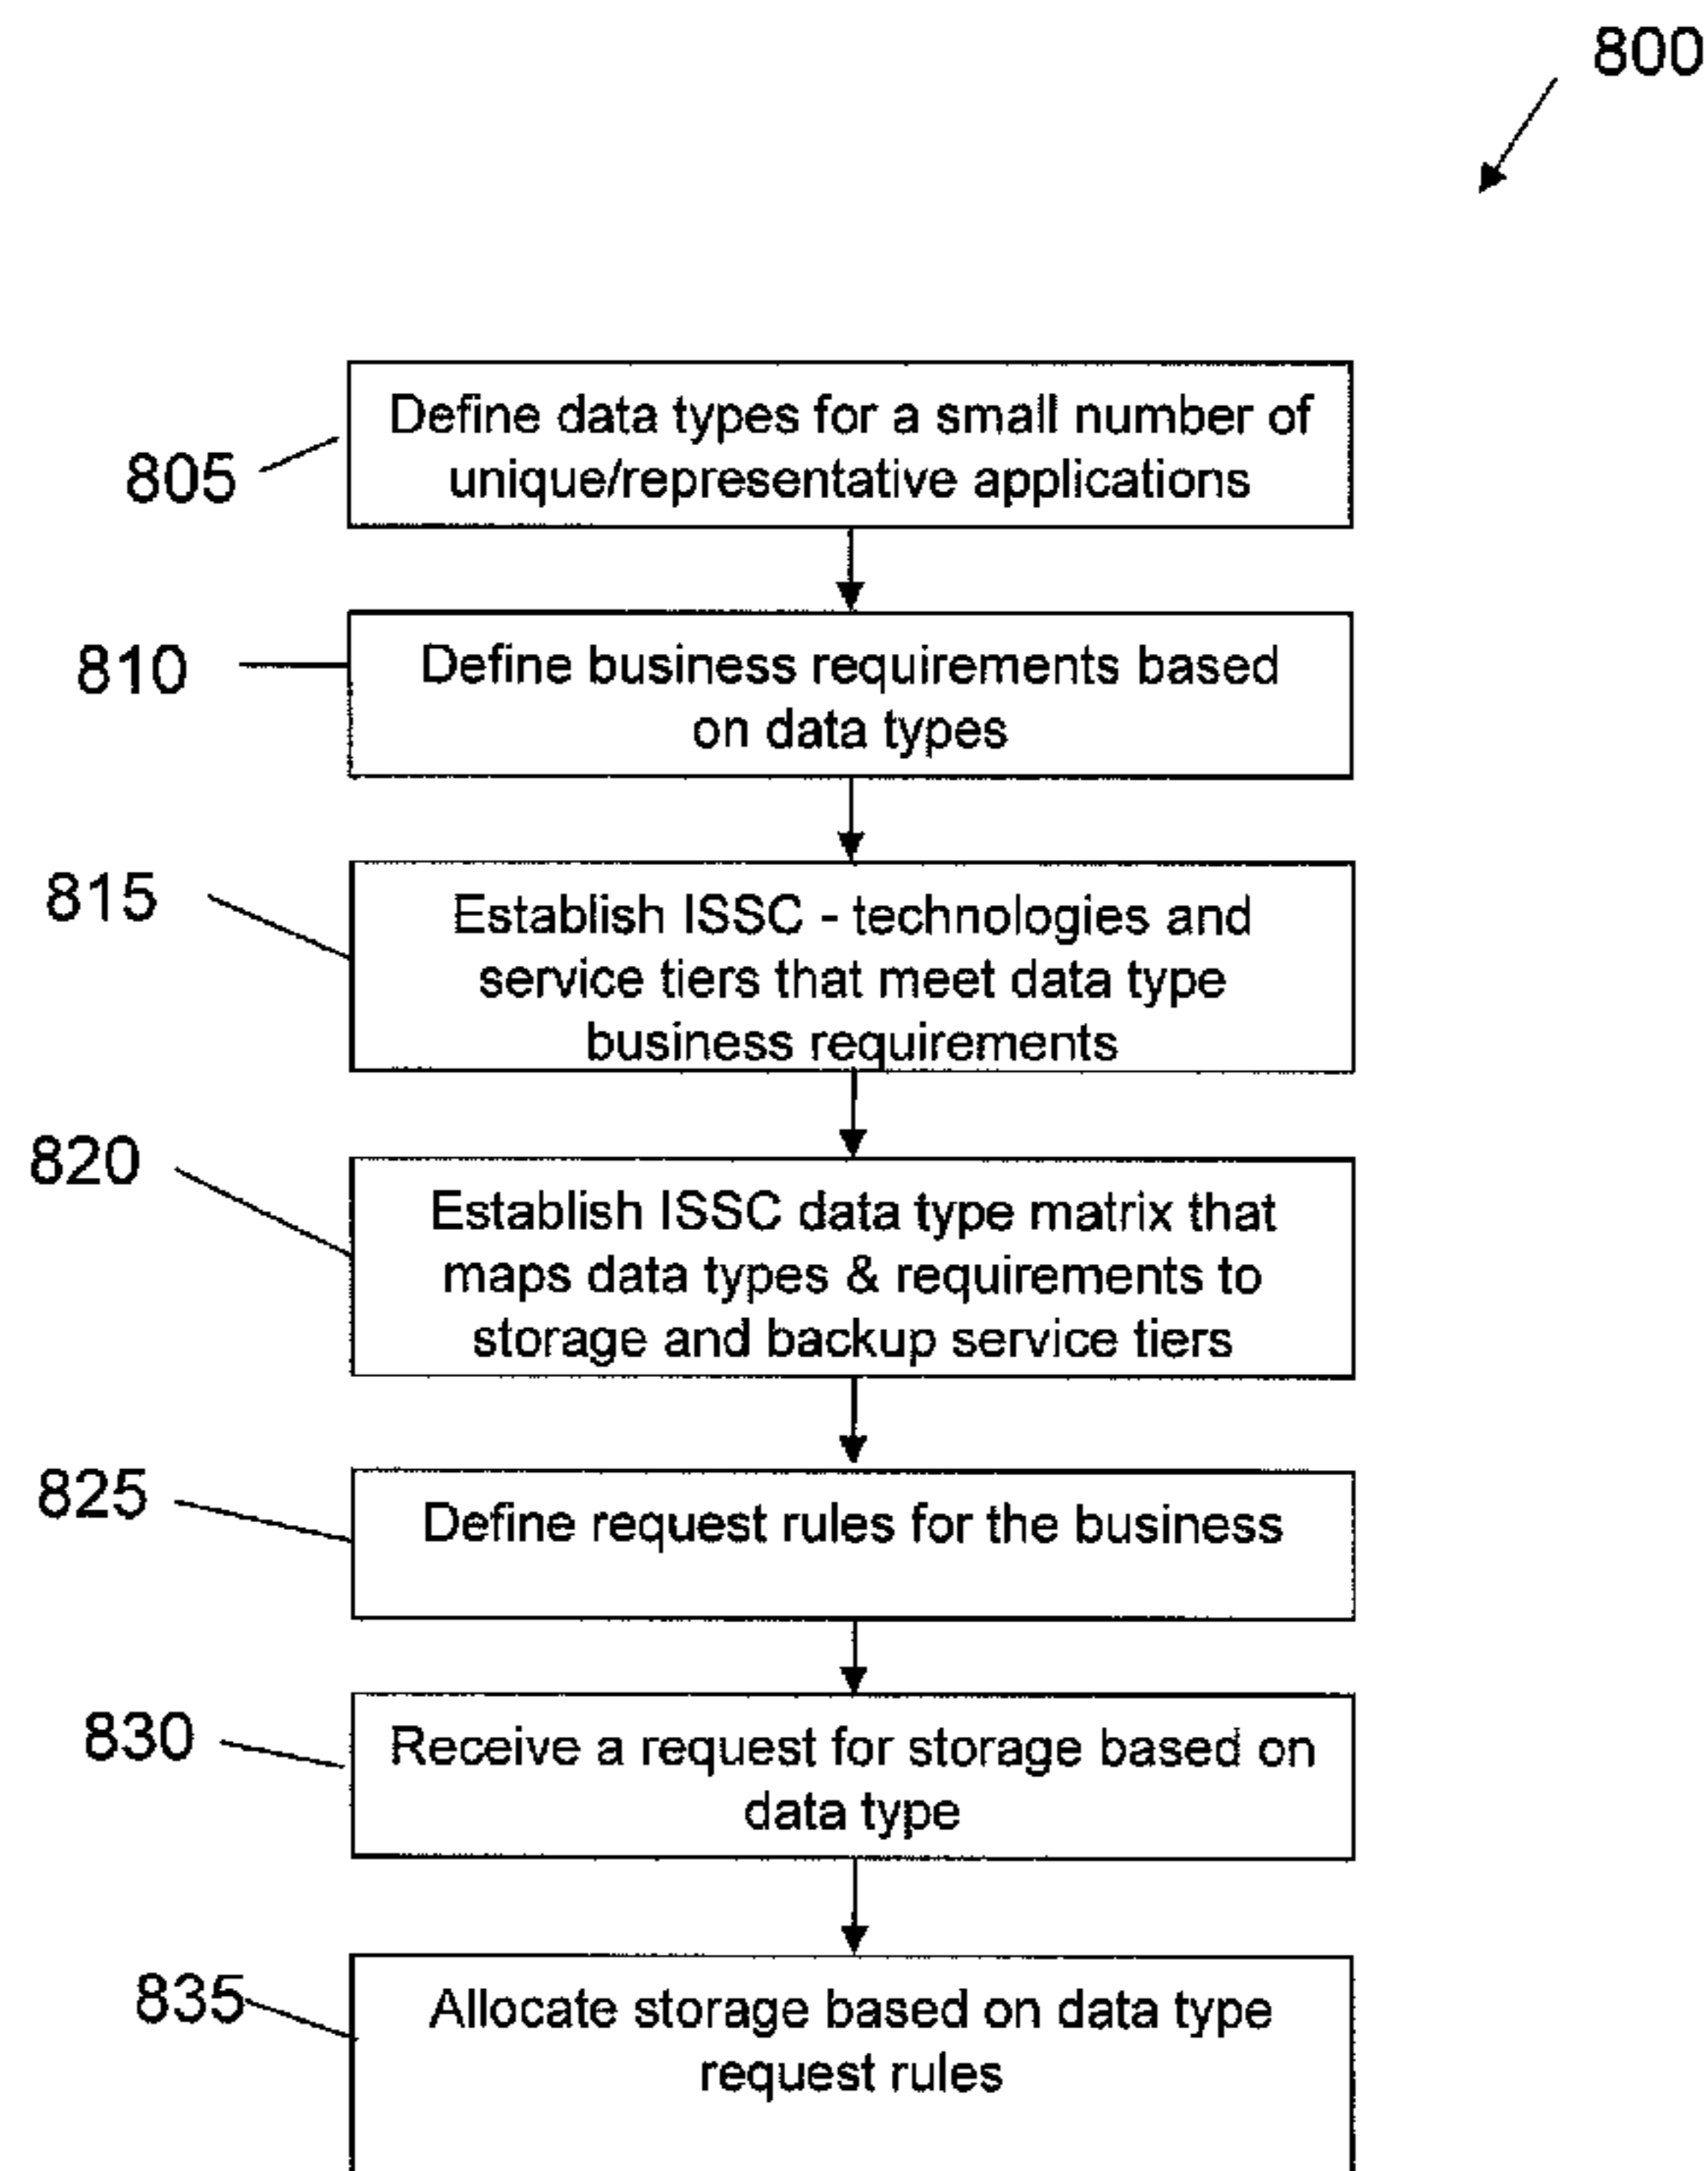 800
805
Define data types for a small number of
unique/representative applications
810
Define business requirements based
on data types
815
Establish ISSC - technologies and
service tiers that meet data type
business requirements
820
Establish ISSC data type matrix that
maps data types & requirements to
storage and backup service tiers
825
Define request rules for the business
830
Receive a request for storage based on
data type
835
Allocate storage based on data type
request rules